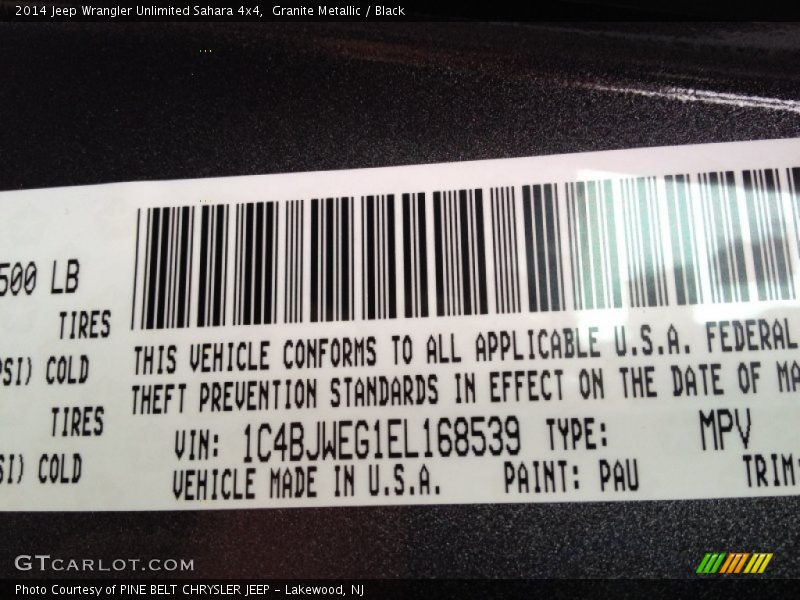 2014 Jeep Wrangler Unlimited Sahara 4x4,  Granite Metallic / Black
500 LB
TIRES
PSI) COLD
TIRES
SI) COLD
THIS VEHICLE CONFORMS TO ALL APPLICABLE U.S.A. FEDERAL
THEFT PREVENTION STANDARDS IN EFFECT ON THE DATE OF MA
VIN: 1C4BJWEG1EL168539 TYPE: MPV
VEHICLE MADE IN U.S.A. PAINT: PAU TRIM:
GTCARLOT.COM
Photo Courtesy of PINE BELT CHRYSLER JEEP - Lakewood, NJ